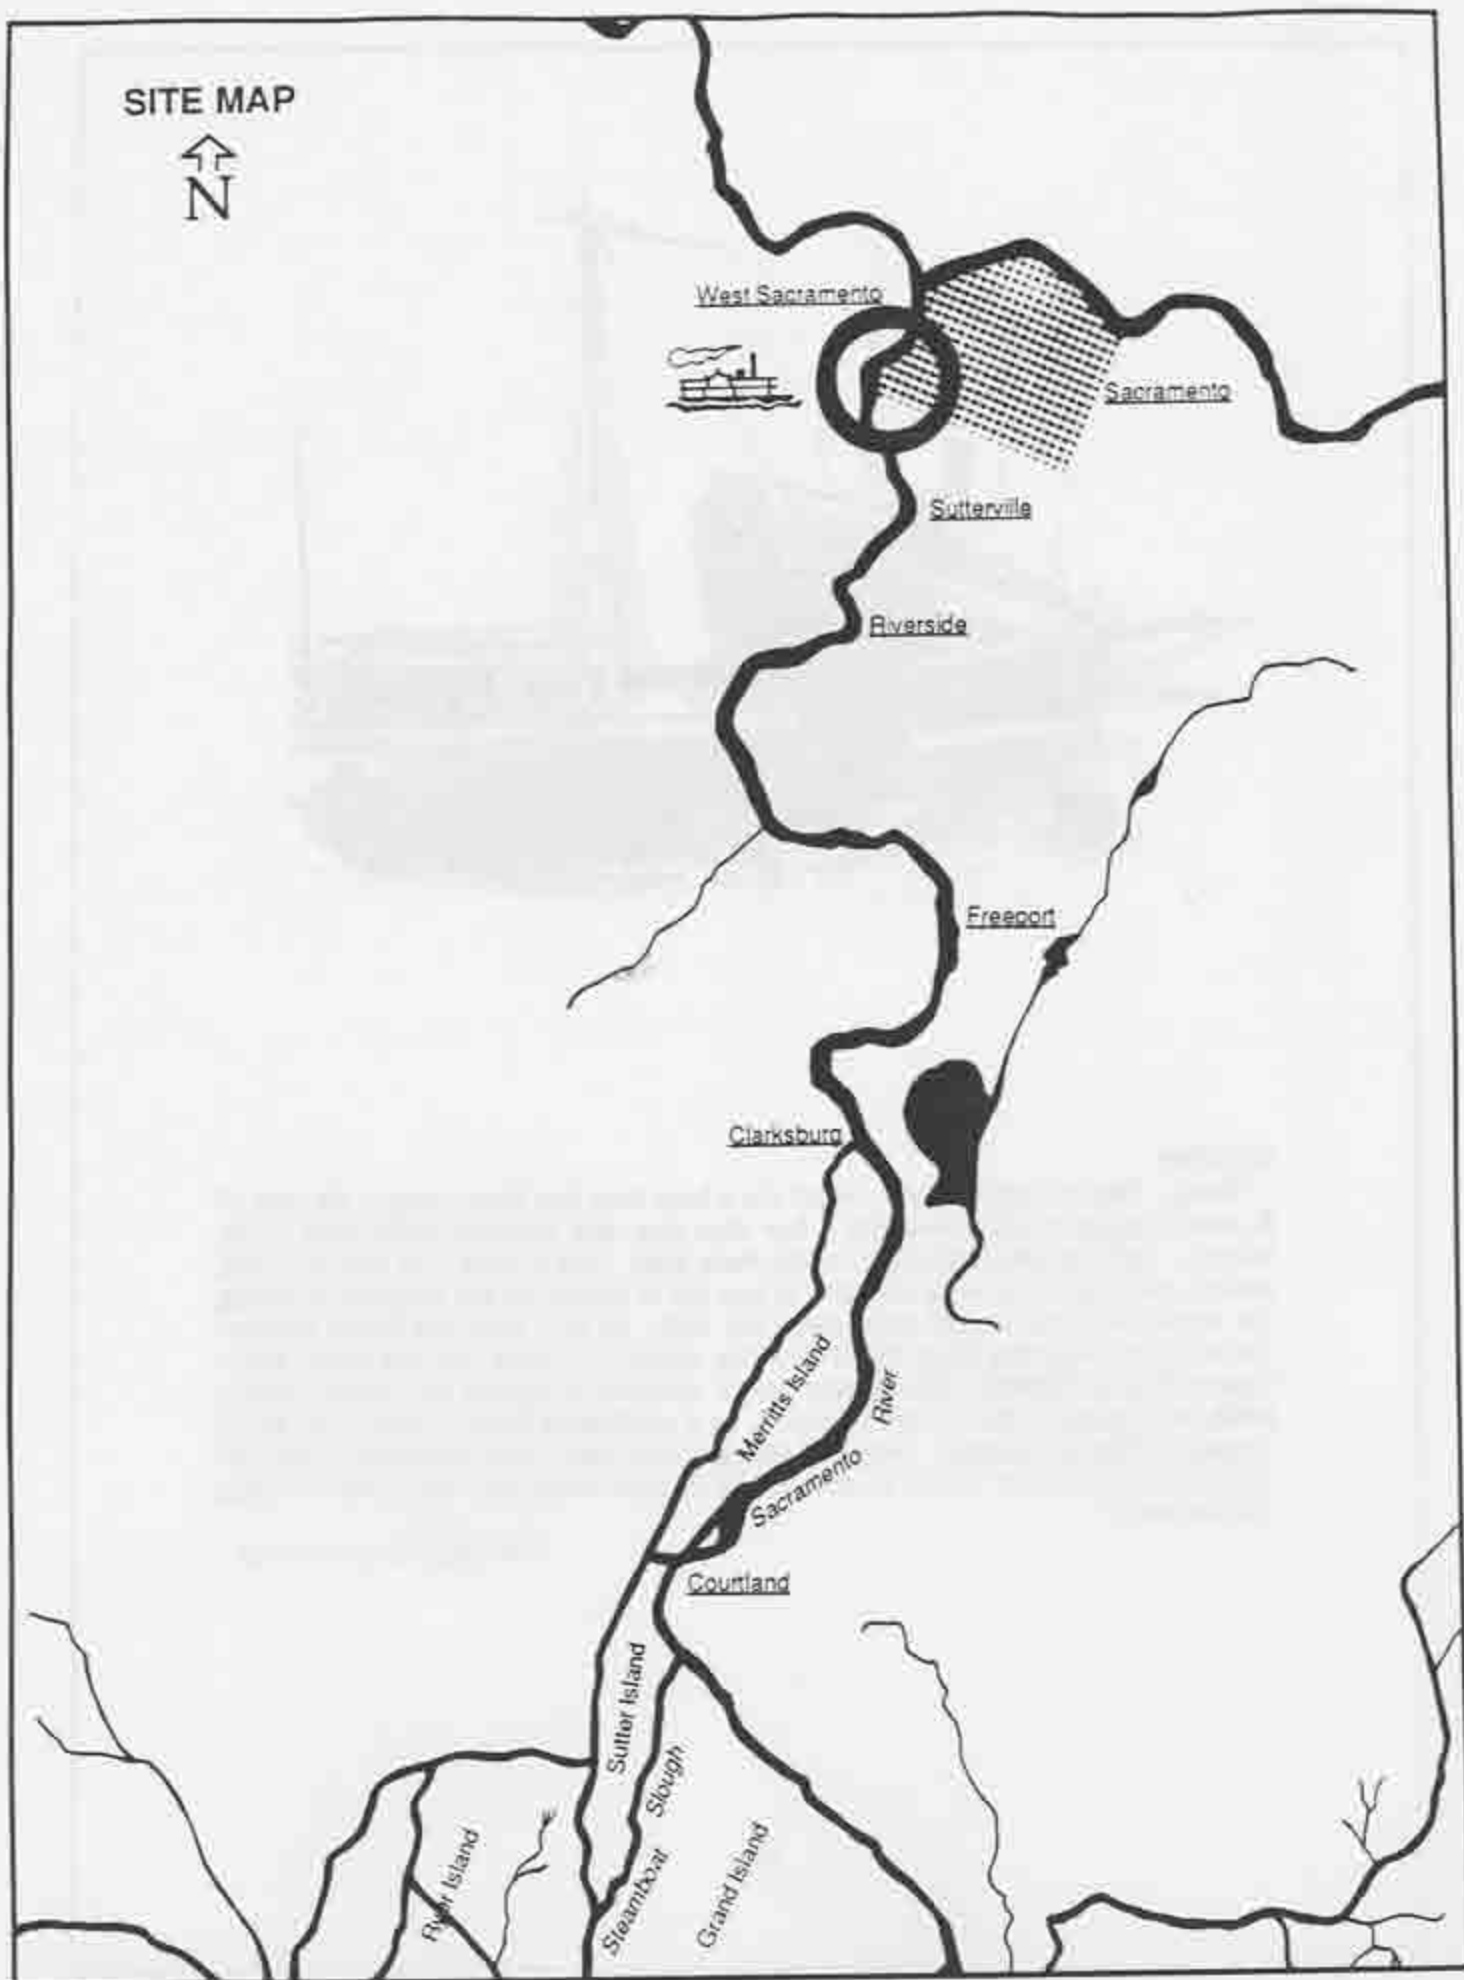 SITE MAP
N
West Sacramento
Sacramento
Sutterville
Riverside
Freeport
Clarksburg
Merritts Island
River
Sacramento
Courtland
Sutter Island
Slough
Steamboat
Grand Island
Island